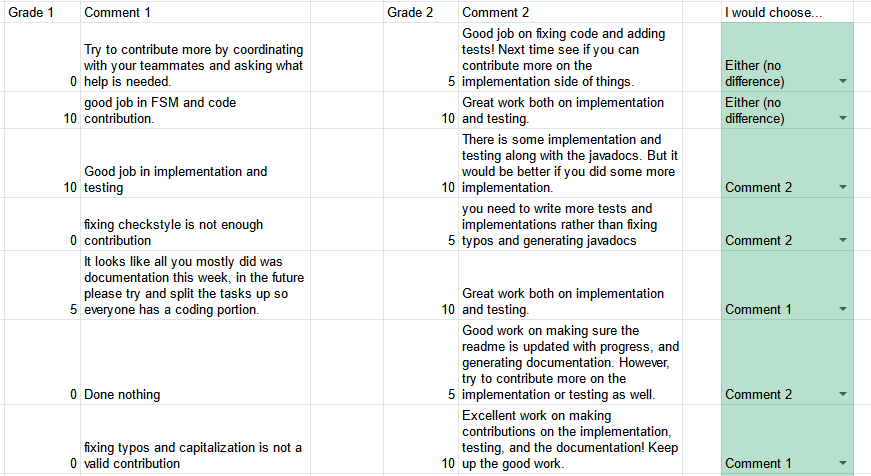 Grade 1 Comment 1 Grade 2 Comment 2 I would choose...
Try to contribute more by coordinating
with your teammates and asking what
0 help is needed.
Good job on fixing code and adding
tests! Next time see if you can
contribute more on the
5 implementation side of things.
Either (no
difference)
good job in FSM and code
10 contribution.
Great work both on implementation
10 and testing.
Either (no
difference)
Good job in implementation and
10 testing
There is some implementation and
testing along with the javadocs. But it
would be better if you did some more
10 implementation.
Comment 2
fixing checkstyle is not enough
0 contribution
you need to write more tests and
implementations rather than fixing
5 typos and generating javadocs
Comment 2
It looks like all you mostly did was
documentation this week, in the future
please try and split the tasks up so
5 everyone has a coding portion.
Great work both on implementation
10 and testing.
Comment 1
0 Done nothing
Good work on making sure the
readme is updated with progress, and
generating documentation. However,
try to contribute more on the
5 implementation or testing as well.
Comment 2
fixing typos and capitalization is not a
0 valid contribution
Excellent work on making
contributions on the implementation,
testing, and the documentation! Keep
10 up the good work.
Comment 1